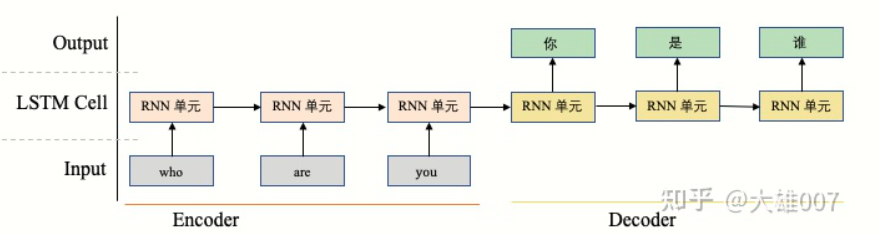 Output
你
是
谁
LSTM Cell
RNN 单元
RNN 单元
RNN 单元
RNN 单元
RNN 单元
RNN 单元
Input
who
are
you
Encoder
Decoder
知乎 @大雄007